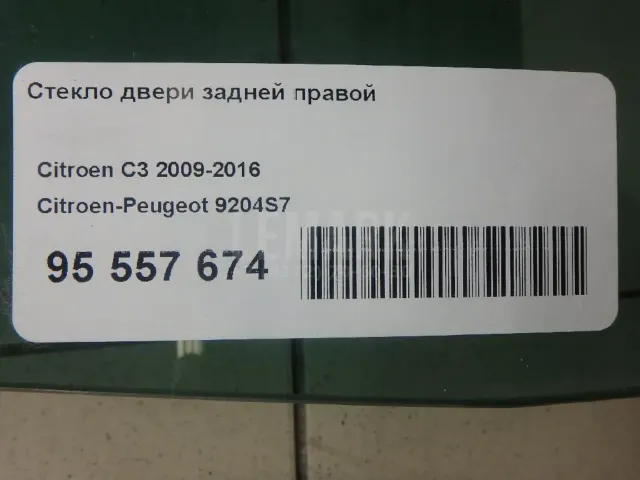 Стекло двери задней правой
Citroen C3 2009-2016
Citroen-Peugeot 9204S7
95 557 674